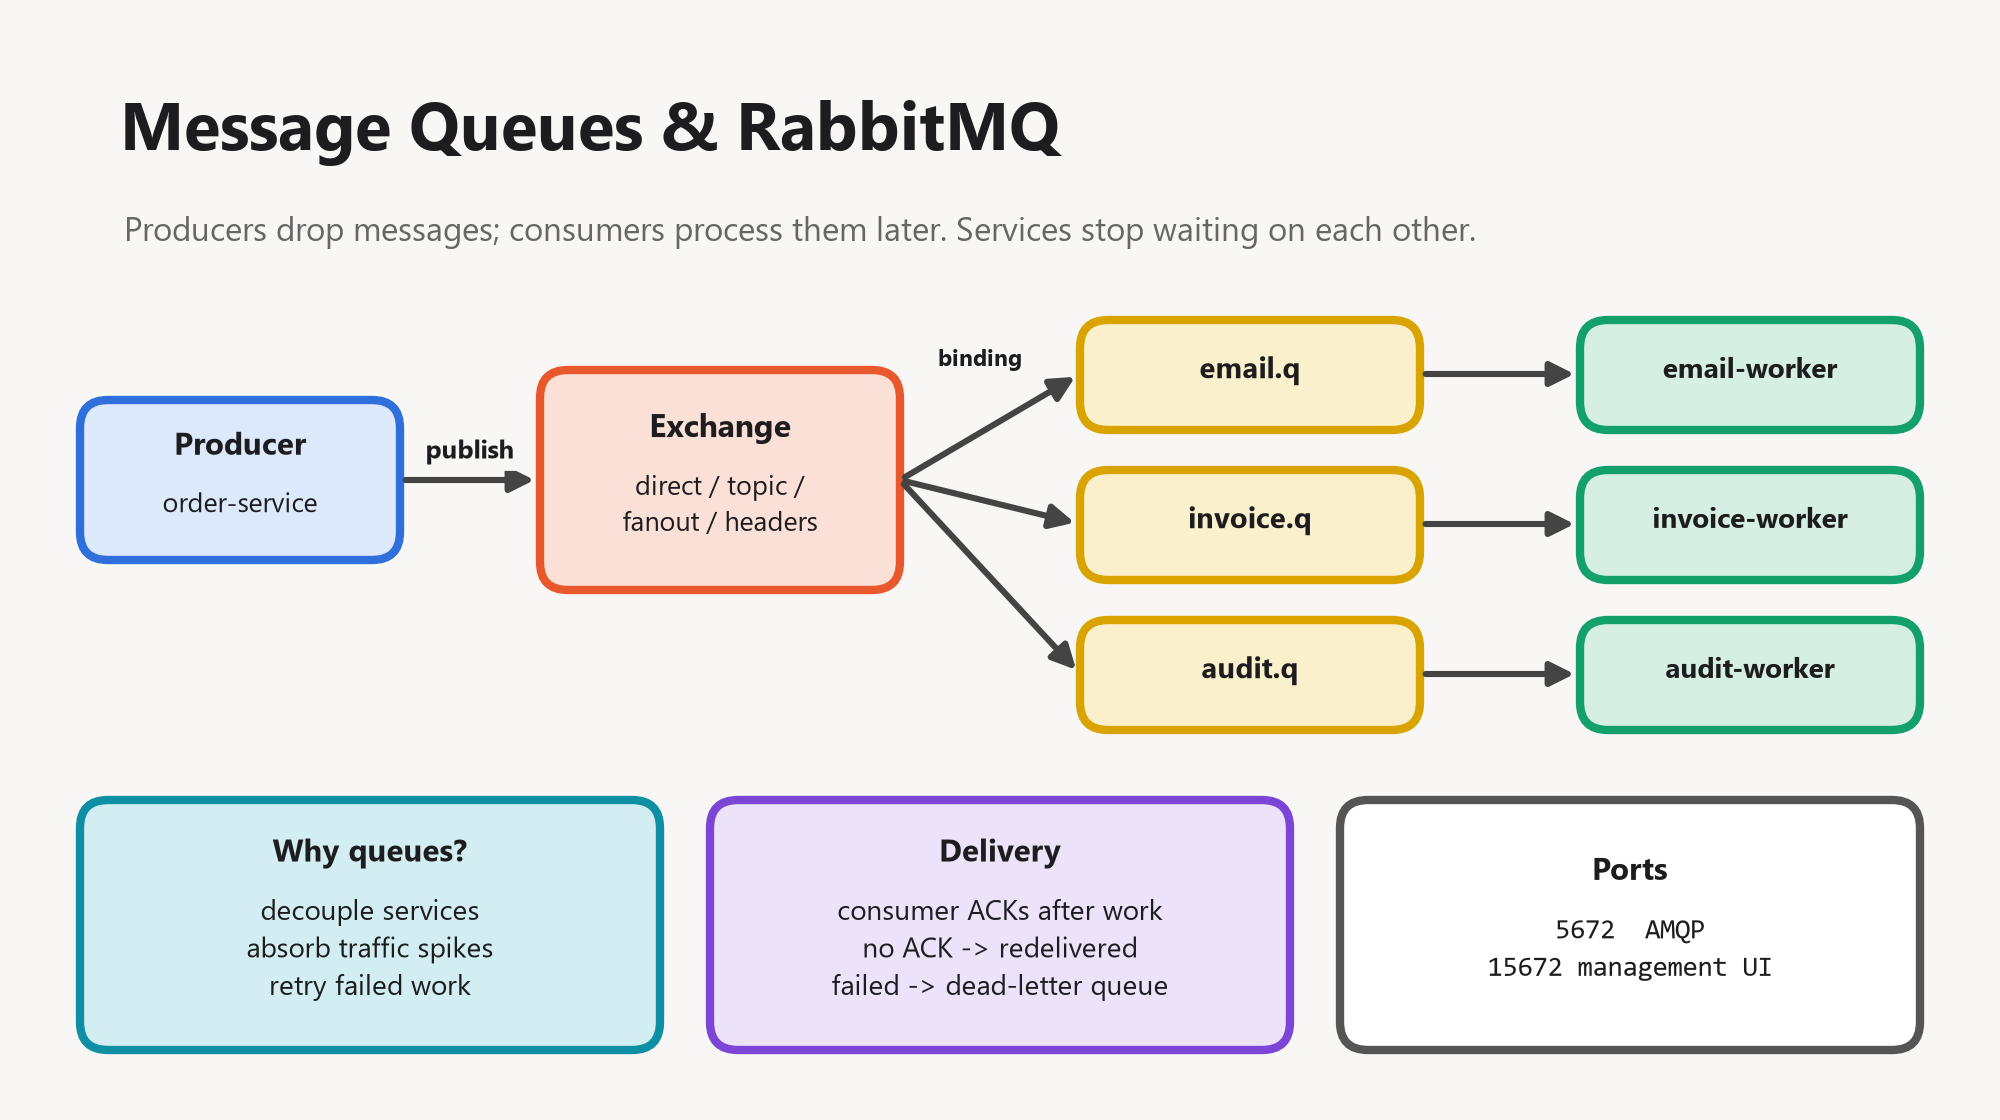 Message Queues & RabbitMQ
Producers drop messages; consumers process them later. Services stop waiting on each other.
Producer
order-service
publish
Exchange
direct / topic /
fanout / headers
binding
email.q
email-worker
invoice.q
invoice-worker
audit.q
audit-worker
Why queues?
decouple services
absorb traffic spikes
retry failed work
Delivery
consumer ACKs after work
no ACK -> redelivered
failed -> dead-letter queue
Ports
5672  AMQP
15672 management UI